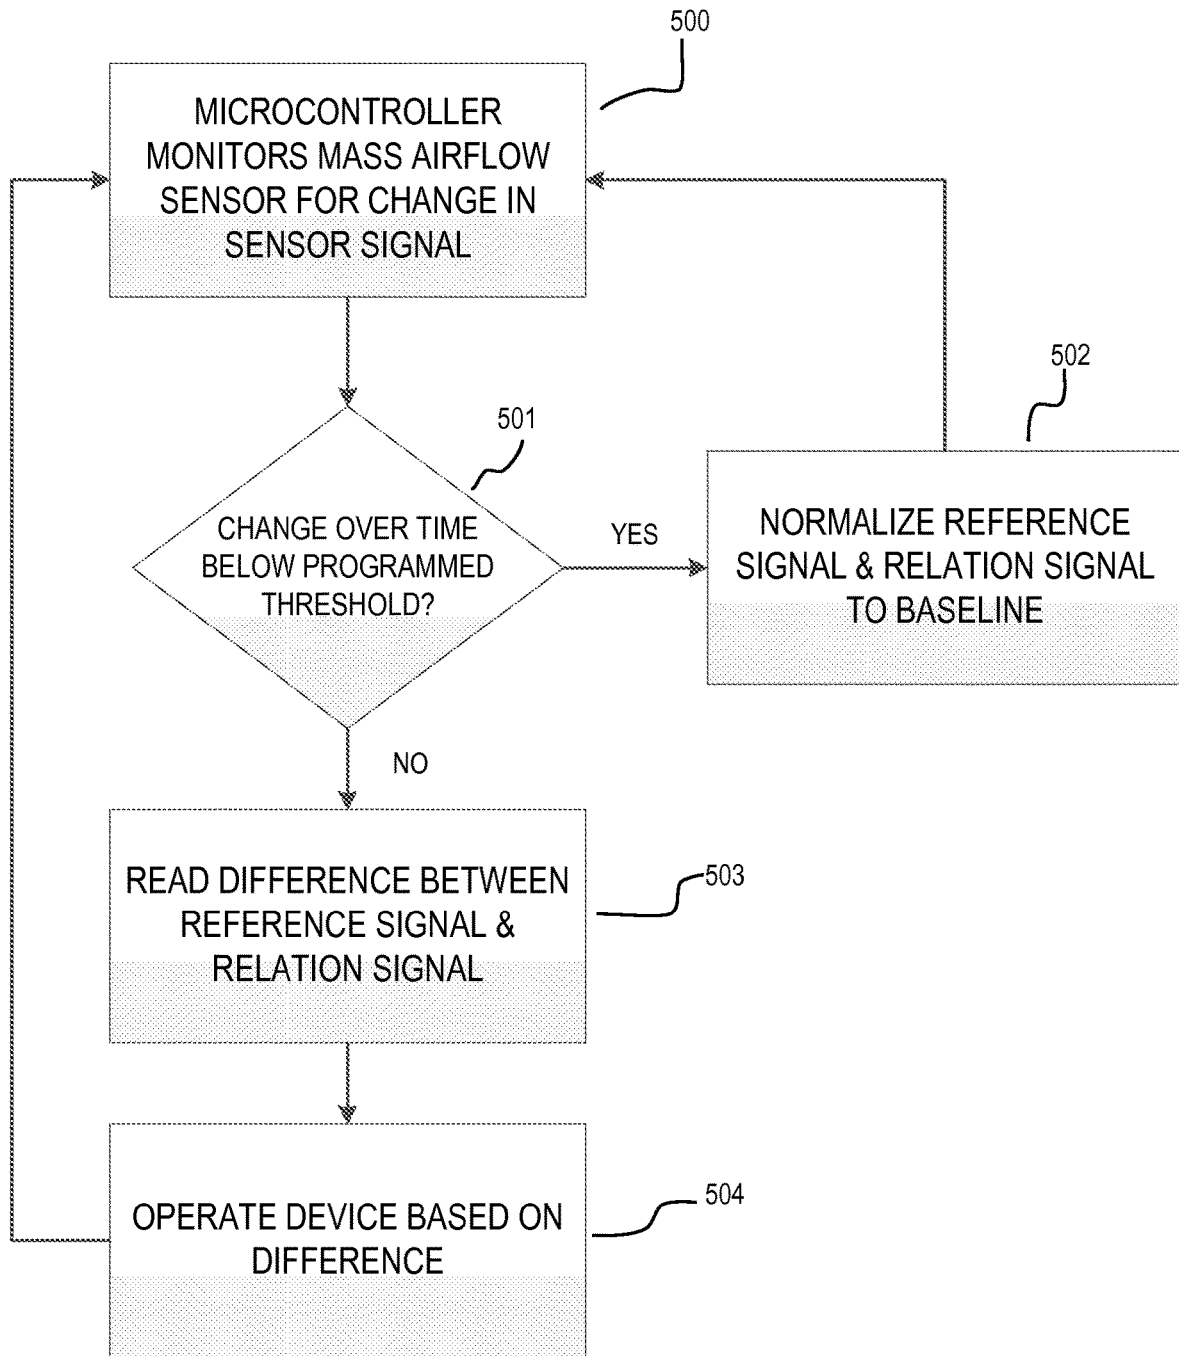 500
MICROCONTROLLER
MONITORS MASS AIRFLOW
SENSOR FOR CHANGE IN
SENSOR SIGNAL
502
501
CHANGE OVER TIME
BELOW PROGRAMMED
THRESHOLD?
YES
NORMALIZE REFERENCE
SIGNAL & RELATION SIGNAL
TO BASELINE
NO
503
READ DIFFERENCE BETWEEN
REFERENCE SIGNAL &
RELATION SIGNAL
504
OPERATE DEVICE BASED ON
DIFFERENCE